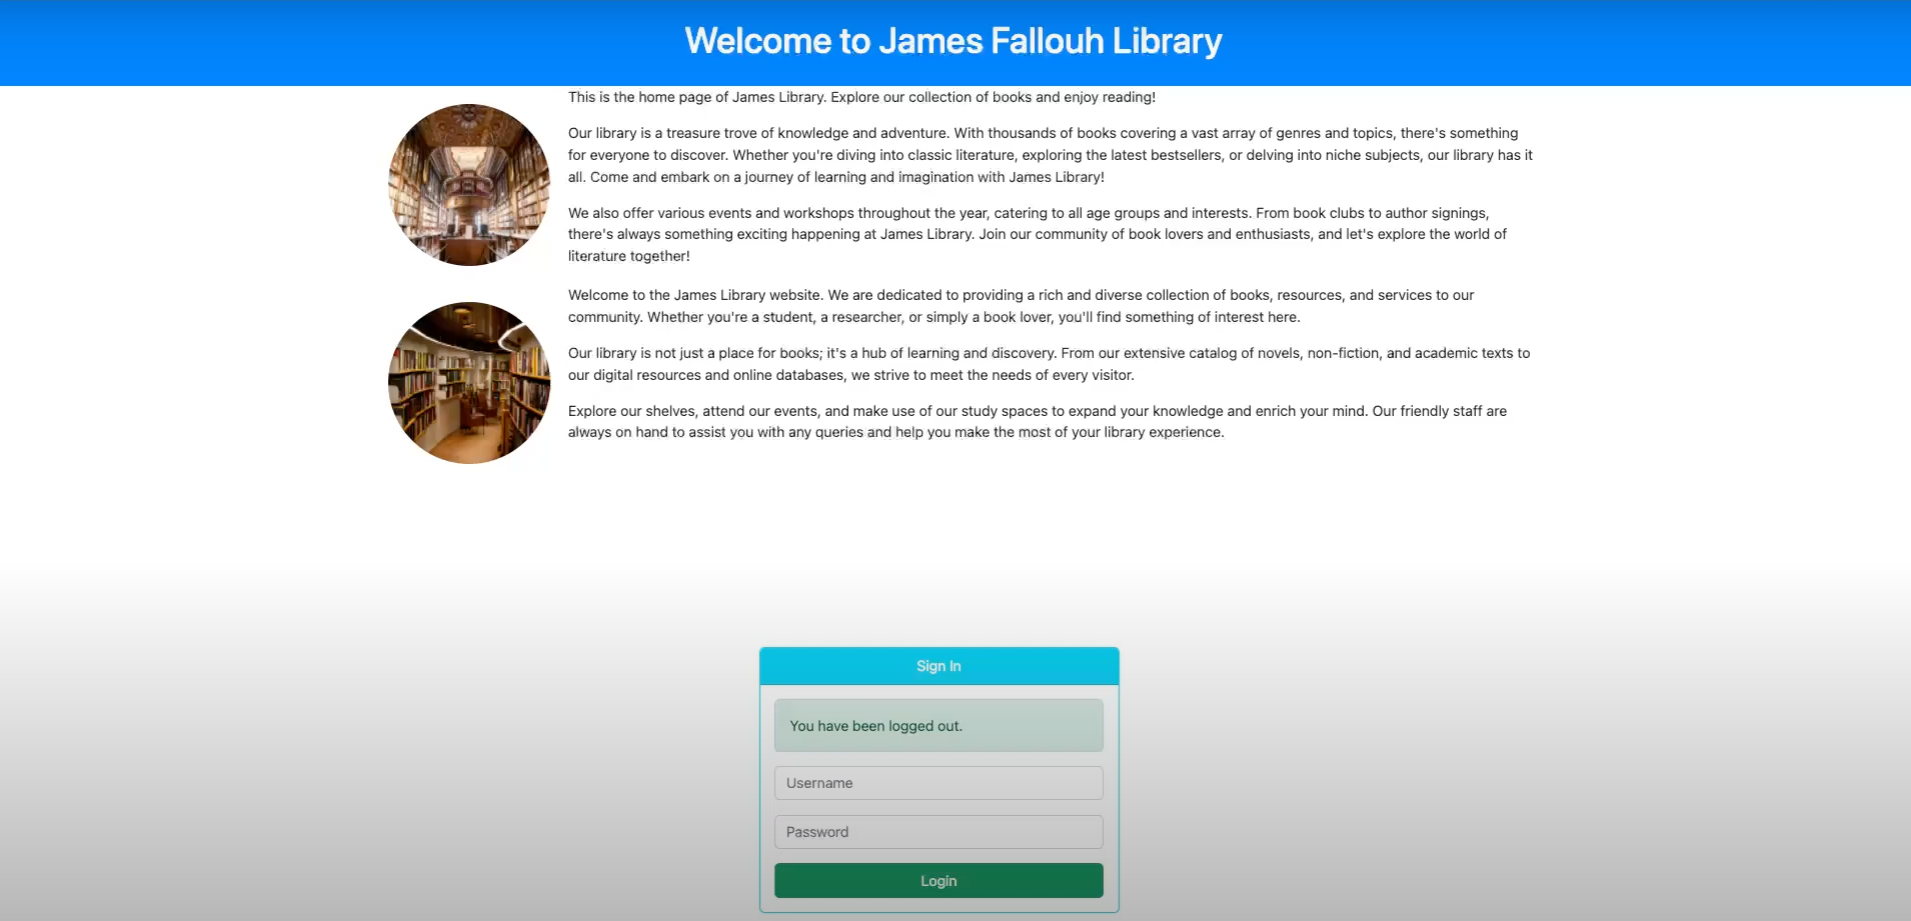 Welcome to James Fallouh Library
This is the home page of James Library. Explore our collection of books and enjoy reading!
Our library is a treasure trove of knowledge and adventure. With thousands of books covering a vast array of genres and topics, there's something
for everyone to discover. Whether you're diving into classic literature, exploring the latest bestsellers, or delving into niche subjects, our library has it
all. Come and embark on a journey of learning and imagination with James Library!
We also offer various events and workshops throughout the year, catering to all age groups and interests. From book clubs to author signings,
there's always something exciting happening at James Library. Join our community of book lovers and enthusiasts, and let's explore the world of
literature together!
Welcome to the James Library website. We are dedicated to providing a rich and diverse collection of books, resources, and services to our
community. Whether you're a student, a researcher, or simply a book lover, you'll find something of interest here.
Our library is not just a place for books; it's a hub of learning and discovery. From our extensive catalog of novels, non-fiction, and academic texts to
our digital resources and online databases, we strive to meet the needs of every visitor.
Explore our shelves, attend our events, and make use of our study spaces to expand your knowledge and enrich your mind. Our friendly staff are
always on hand to assist you with any queries and help you make the most of your library experience.
Sign In
You have been logged out.
Username
Password
Login